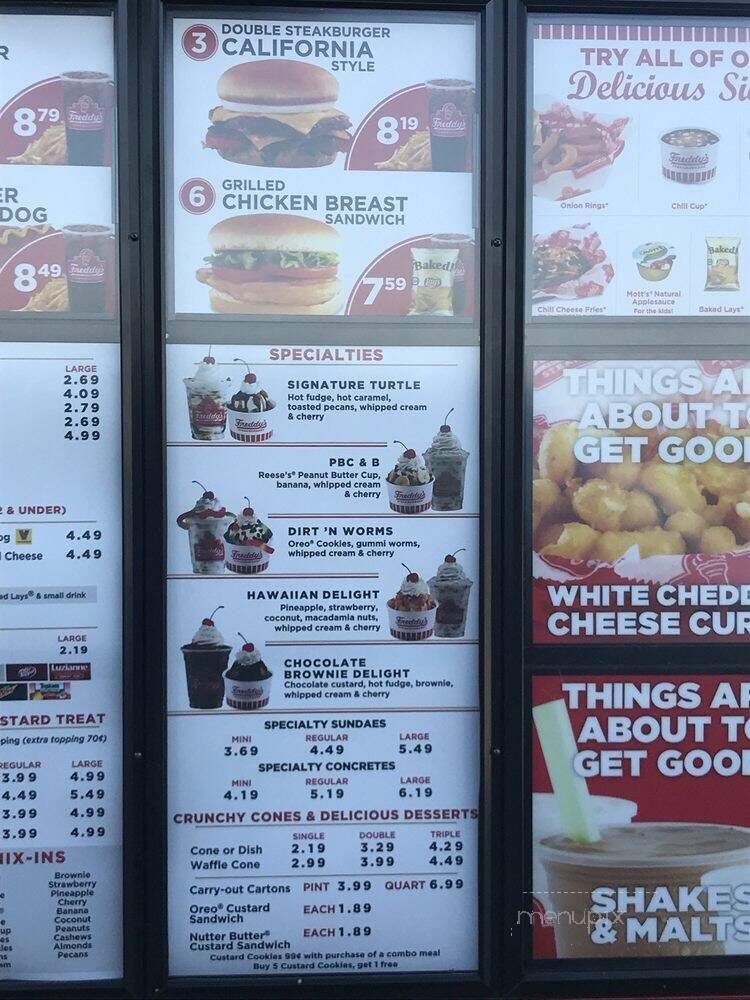 R
8.79
Freddy's
ER
DOG
8.49
Freddy's
LARGE
2.69
4.09
2.79
2.69
4.99
2 & UNDER)
og 4.49
l Cheese 4.49
ed Lays® & small drink
LARGE
2.19
Luzianne
STARD TREAT
ping (extra topping 70¢)
REGULAR LARGE
3.99 4.99
4.49 5.49
3.99 4.99
3.99 4.99
MIX-INS
Brownie
Strawberry
Pineapple
Cherry
Banana
Coconut
Peanuts
Cashews
Almonds
Pecans
3 DOUBLE STEAKBURGER
CALIFORNIA
STYLE
8.19
Freddy's
6 GRILLED
CHICKEN BREAST
SANDWICH
7.59
Baked!
Lays
SPECIALTIES
SIGNATURE TURTLE
Hot fudge, hot caramel,
toasted pecans, whipped cream
& cherry
PBC & B
Reese's® Peanut Butter Cup,
banana, whipped cream
& cherry
DIRT 'N WORMS
Oreo® Cookies, gummi worms,
whipped cream & cherry
HAWAIIAN DELIGHT
Pineapple, strawberry,
coconut, macadamia nuts,
whipped cream & cherry
CHOCOLATE
BROWNIE DELIGHT
Chocolate custard, hot fudge, brownie,
whipped cream & cherry
SPECIALTY SUNDAES
MINI REGULAR LARGE
3.69 4.49 5.49
SPECIALTY CONCRETES
MINI REGULAR LARGE
4.19 5.19 6.19
CRUNCHY CONES & DELICIOUS DESSERTS
SINGLE DOUBLE TRIPLE
Cone or Dish 2.19 3.29 4.29
Waffle Cone 2.99 3.99 4.49
Carry-out Cartons PINT 3.99 QUART 6.99
Oreo® Custard
Sandwich EACH 1.89
Nutter Butter®
Custard Sandwich EACH 1.89
Custard Cookies 99¢ with purchase of a combo meal
Buy 5 Custard Cookies, get 1 free
TRY ALL OF O
Delicious Si
Freddy's
Onion Rings*
Chili Cup*
Chili Cheese Fries*
Mott's® Natural
Applesauce
For the kids!
Baked!
Baked Lays®
THINGS A
ABOUT T
GET GOO
WHITE CHEDD
CHEESE CUR
THINGS A
ABOUT TO
GET GOO
SHAKES
& MALTS
menupix